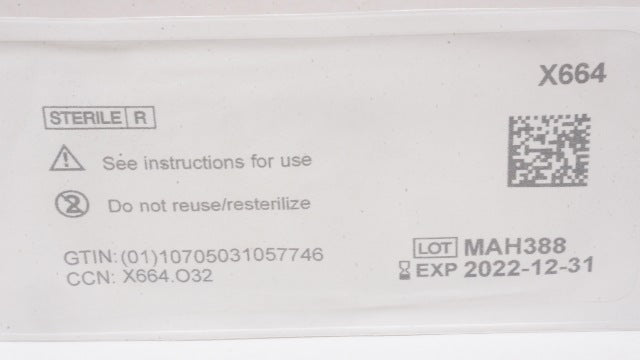 X664
STERILE R
See instructions for use
Do not reuse/resterilize
GTIN: (01)10705031057746
CCN: X664.O32
LOT MAH388
EXP 2022-12-31